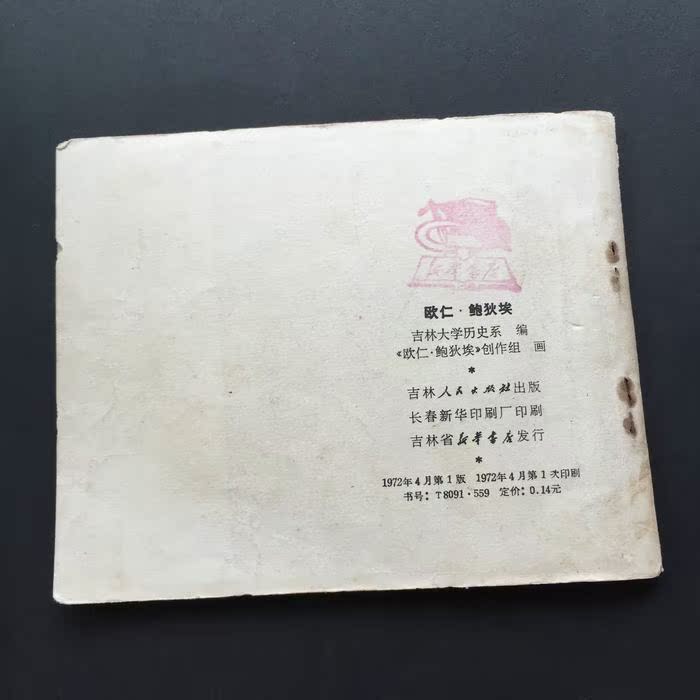 新华书店
欧仁·鲍狄埃
吉林大学历史系 编
《欧仁·鲍狄埃》创作组 画
*
吉林人民出版社出版
长春新华印刷厂印刷
吉林省新华书店发行
*
1972年4月第1版 1972年4月第1次印刷
书号：T8091·559 定价：0.14元